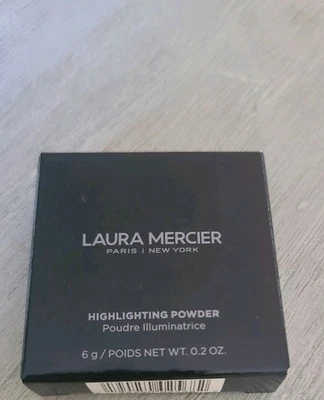 LAURA MERCIER
PARIS | NEW YORK
HIGHLIGHTING POWDER
Poudre Illuminatrice
6 g / POIDS NET WT. 0.2 OZ.